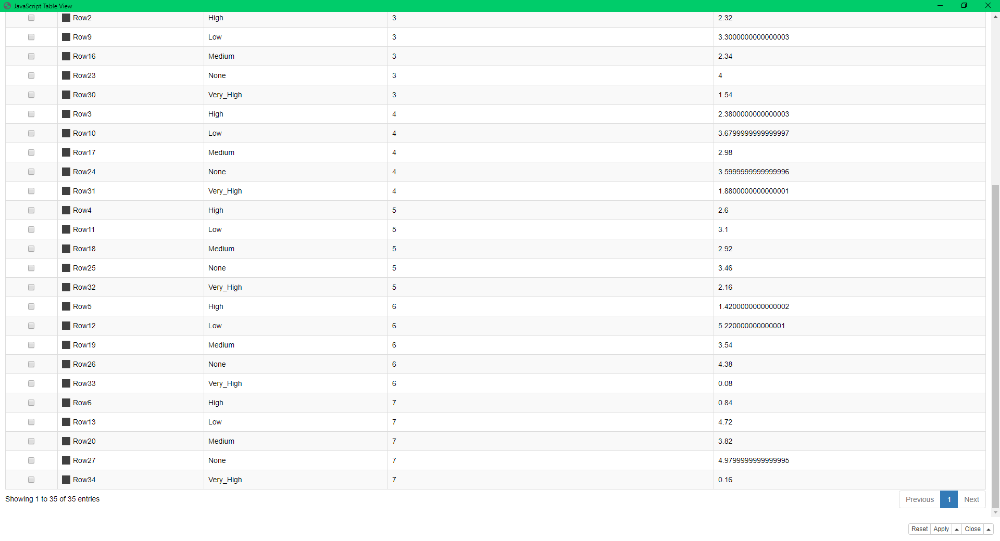 JavaScript Table View
Row2 High 3 2.32
Row9 Low 3 3.3000000000000003
Row16 Medium 3 2.34
Row23 None 3 4
Row30 Very_High 3 1.54
Row3 High 4 2.3800000000000003
Row10 Low 4 3.6799999999999997
Row17 Medium 4 2.98
Row24 None 4 3.5999999999999996
Row31 Very_High 4 1.8800000000000001
Row4 High 5 2.6
Row11 Low 5 3.1
Row18 Medium 5 2.92
Row25 None 5 3.46
Row32 Very_High 5 2.16
Row5 High 6 1.4200000000000002
Row12 Low 6 5.220000000000001
Row19 Medium 6 3.54
Row26 None 6 4.38
Row33 Very_High 6 0.08
Row6 High 7 0.84
Row13 Low 7 4.72
Row20 Medium 7 3.82
Row27 None 7 4.9799999999999995
Row34 Very_High 7 0.16
Showing 1 to 35 of 35 entries Previous 1 Next
Reset Apply Close